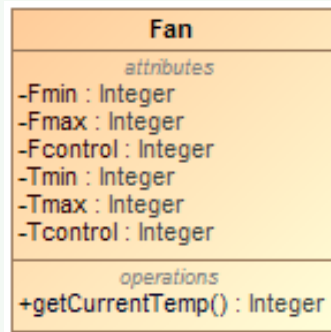 Fan
attributes
-Fmin : Integer
-Fmax : Integer
-Fcontrol : Integer
-Tmin : Integer
-Tmax : Integer
-Tcontrol : Integer
operations
+getCurrentTemp() : Integer